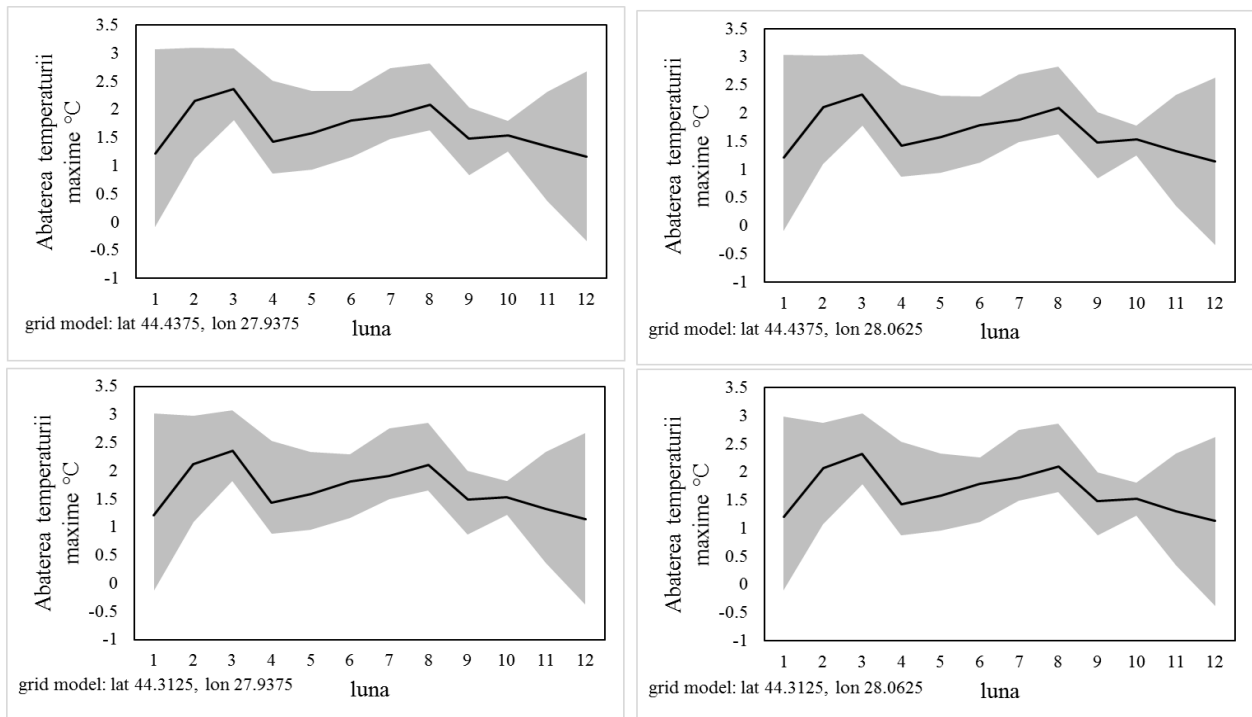 Abaterea temperaturii
maxime °C
3.5
3
2.5
2
1.5
1
0.5
0
-0.5
-1
1 2 3 4 5 6 7 8 9 10 11 12
grid model: lat 44.4375, lon 27.9375
luna
Abaterea temperaturii
maxime °C
3.5
3
2.5
2
1.5
1
0.5
0
-0.5
-1
1 2 3 4 5 6 7 8 9 10 11 12
grid model: lat 44.4375, lon 28.0625
luna
Abaterea temperaturii
maxime °C
3.5
3
2.5
2
1.5
1
0.5
0
-0.5
-1
1 2 3 4 5 6 7 8 9 10 11 12
grid model: lat 44.3125, lon 27.9375
luna
Abaterea temperaturii
maxime °C
3.5
3
2.5
2
1.5
1
0.5
0
-0.5
-1
1 2 3 4 5 6 7 8 9 10 11 12
grid model: lat 44.3125, lon 28.0625
luna